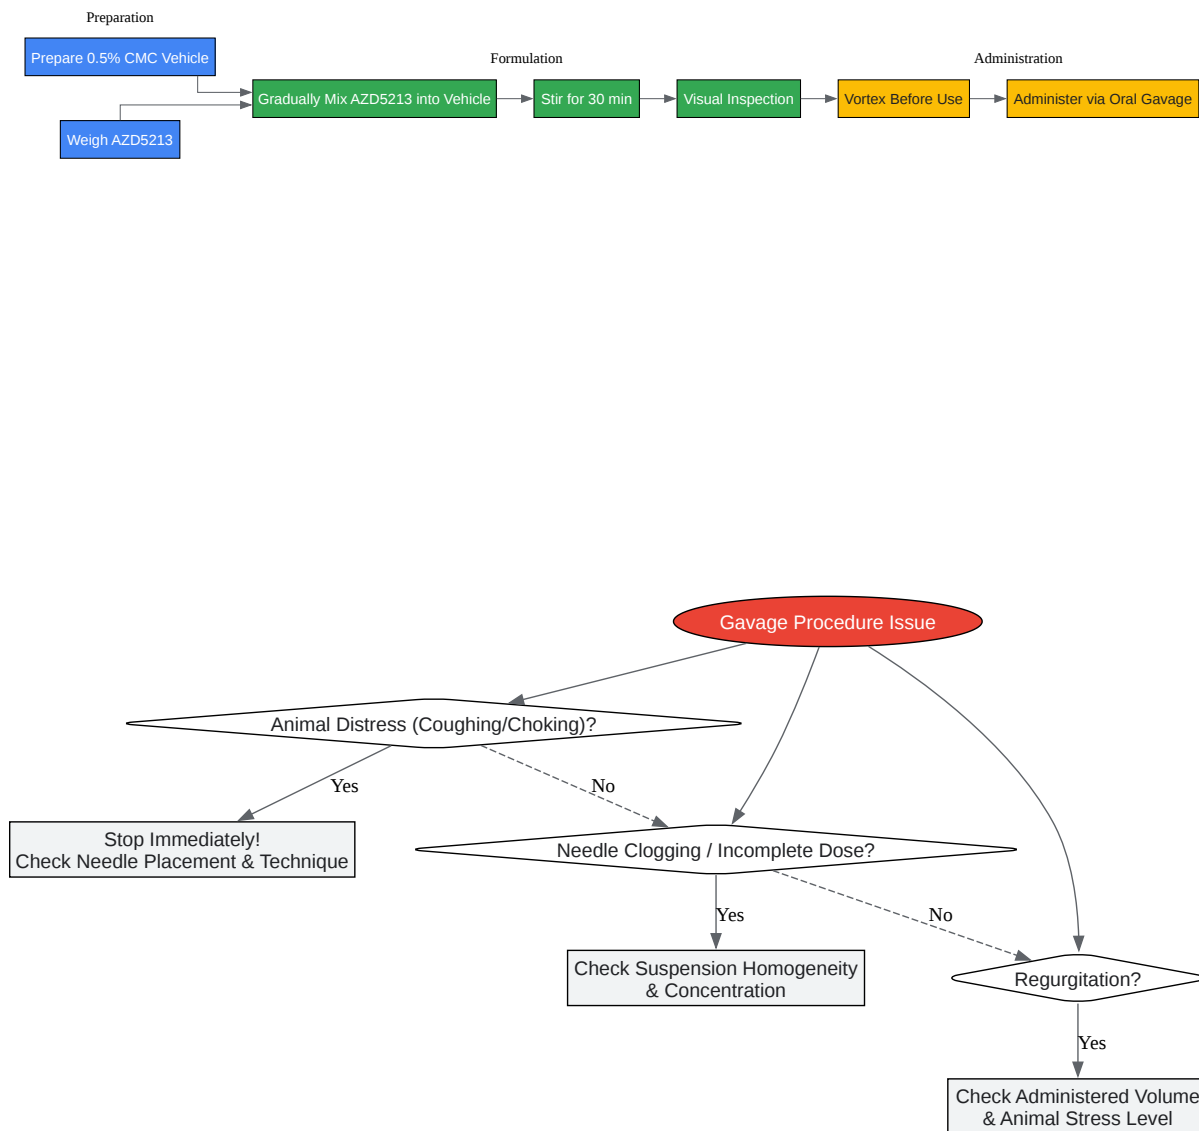 Preparation
Prepare 0.5% CMC Vehicle
Weigh AZD5213
Formulation
Gradually Mix AZD5213 into Vehicle
Stir for 30 min
Visual Inspection
Administration
Vortex Before Use
Administer via Oral Gavage
Gavage Procedure Issue
Animal Distress (Coughing/Choking)?
Yes
No
Stop Immediately!
Check Needle Placement & Technique
Needle Clogging / Incomplete Dose?
Yes
No
Check Suspension Homogeneity
& Concentration
Regurgitation?
Yes
Check Administered Volume
& Animal Stress Level